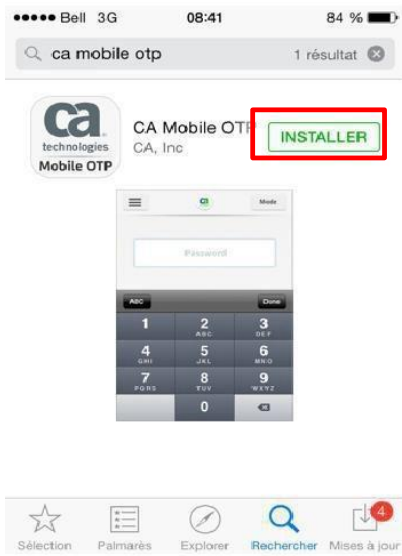 Bell 3G 08:41 84 %
ca mobile otp 1 résultat
ca
technologies
Mobile OTP
CA Mobile OTP
CA, Inc
INSTALLER
ca Mode
Password
ABC Done
1 2 3
ABC DEF
4 5 6
GHI JKL MNO
7 8 9
PQRS TUV WXYZ
0
4
Sélection Palmarès Explorer Rechercher Mises à jour